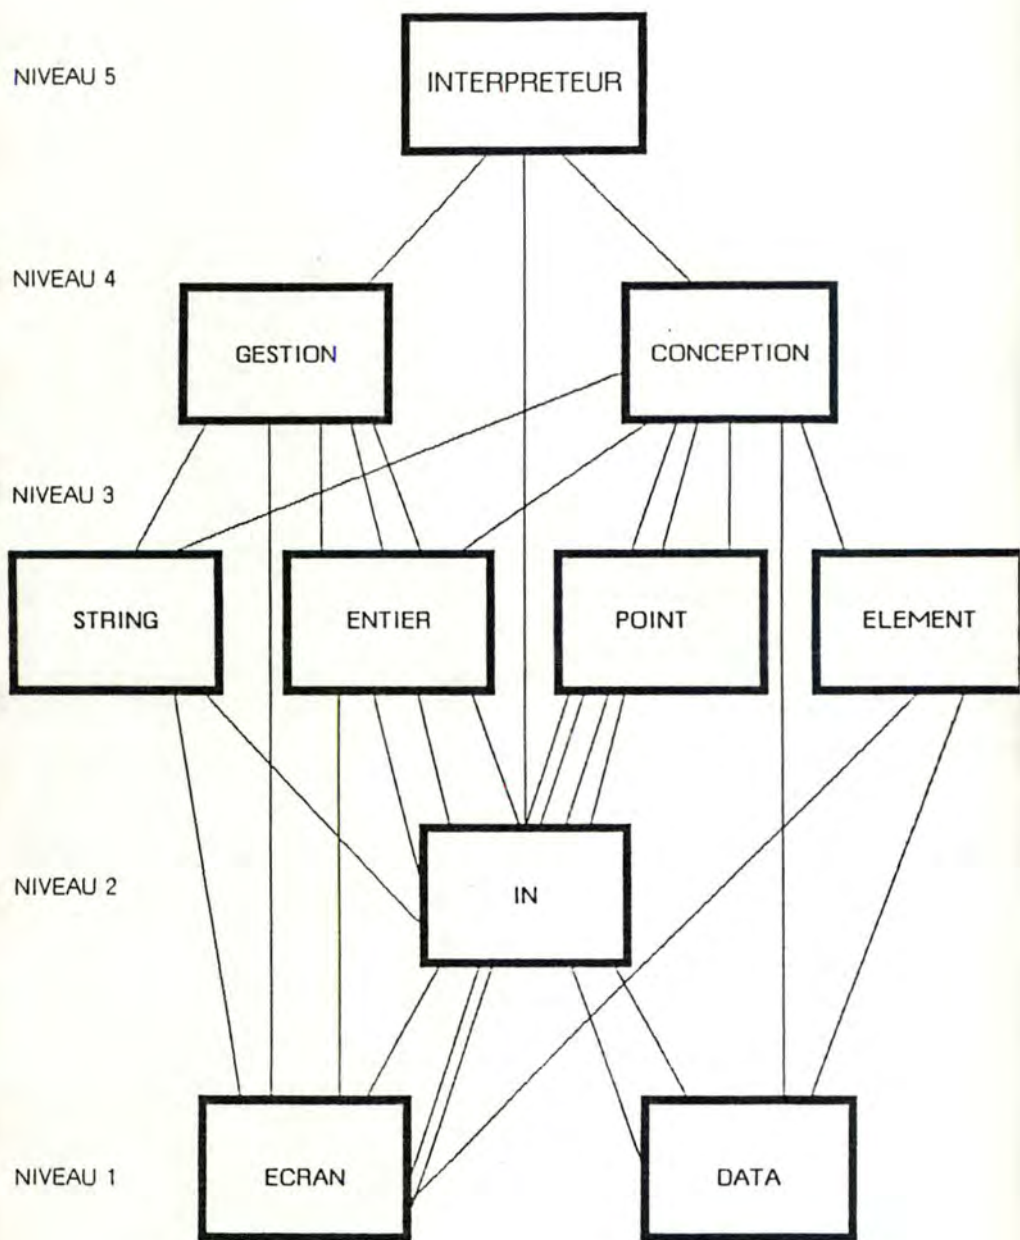 NIVEAU 5
INTERPRETEUR
NIVEAU 4
GESTION
CONCEPTION
NIVEAU 3
STRING
ENTIER
POINT
ELEMENT
NIVEAU 2
IN
NIVEAU 1
ECRAN
DATA